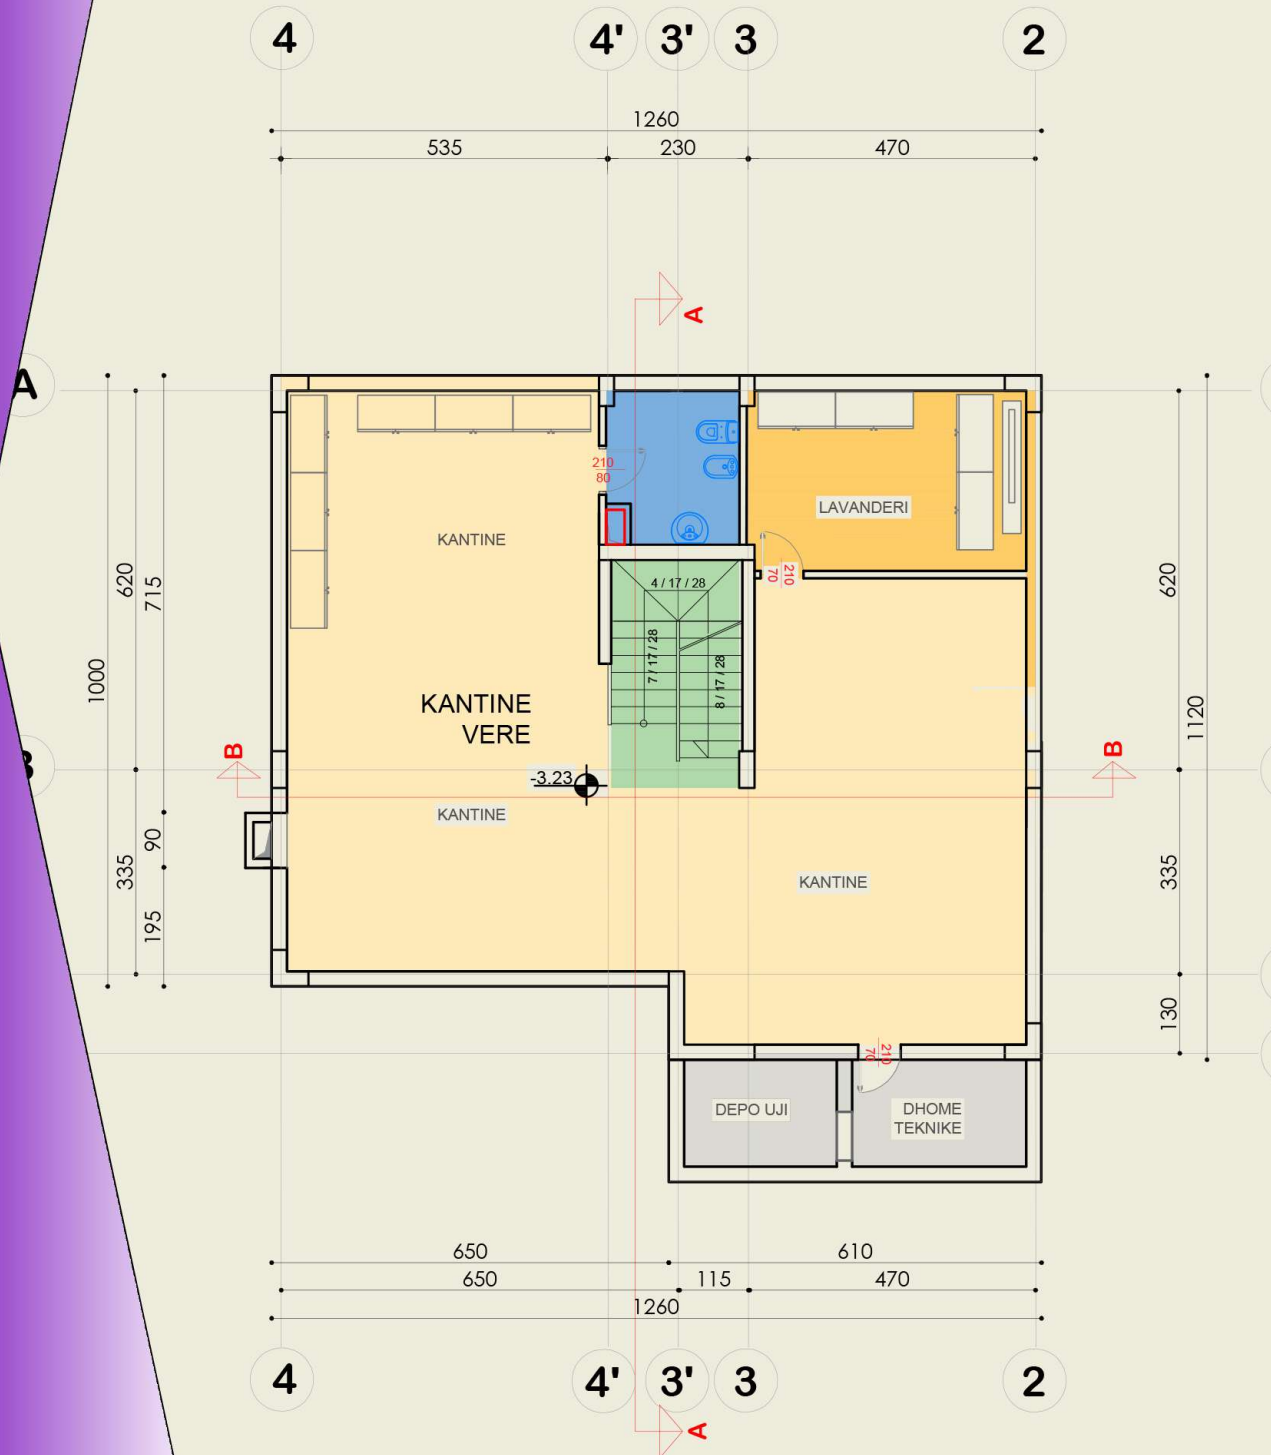 4 4' 3' 3 2
1260
535 230 470
A
A
210
80
LAVANDERI
KANTINE
210
70
4 / 17 / 28
7 / 17 / 28
8 / 17 / 28
620
715
1000
620
1120
KANTINE
VERE
B
B
B
-3.23
KANTINE
90
335
195
KANTINE
335
130
210
70
DEPO UJI
DHOME
TEKNIKE
650 610
650 115 470
1260
4 4' 3' 3 2
A